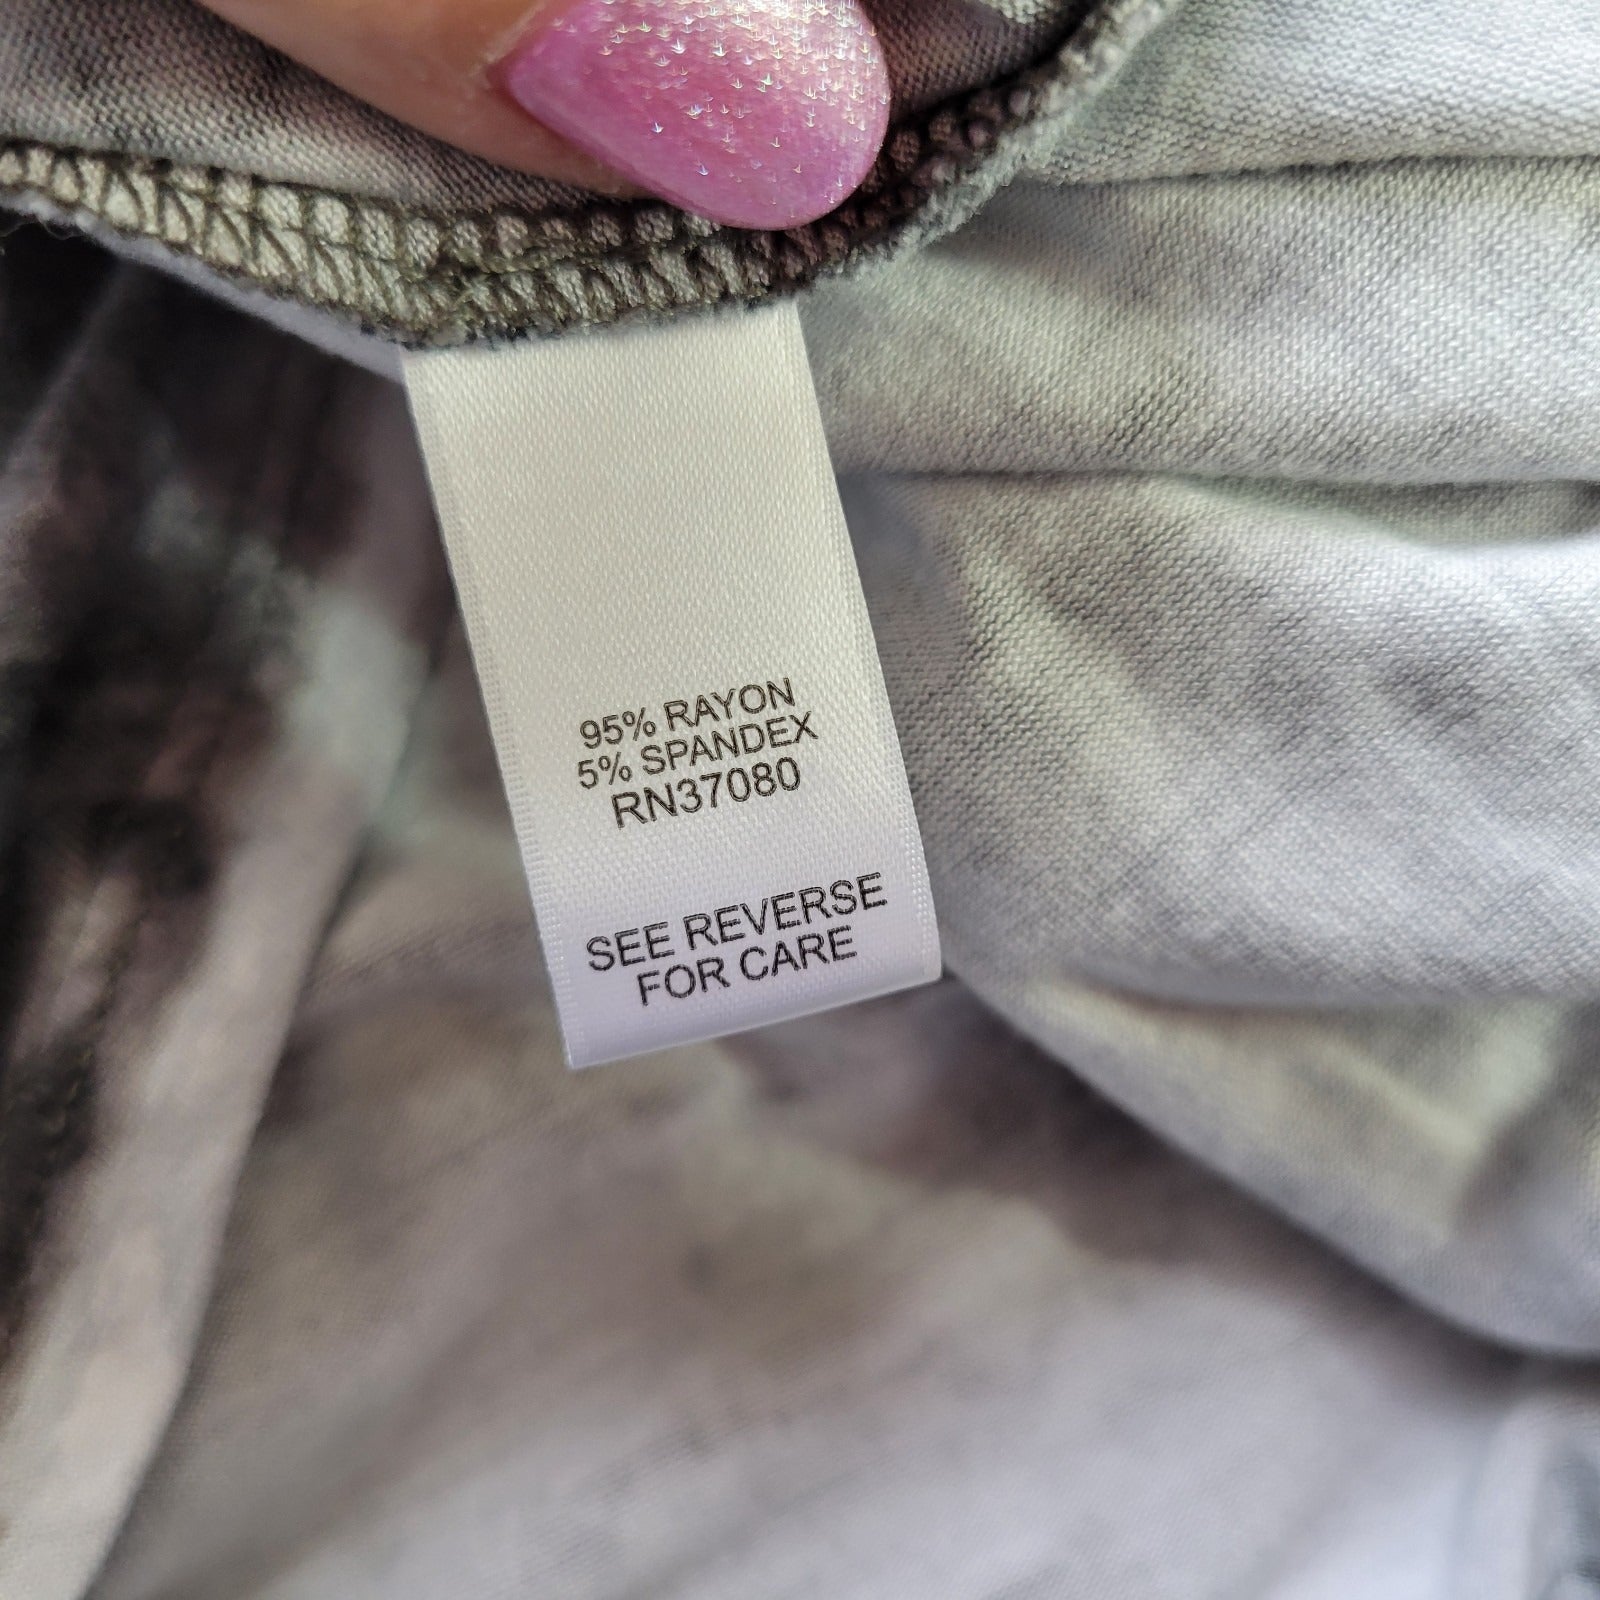 95% RAYON
5% SPANDEX
RN37080
SEE REVERSE
FOR CARE